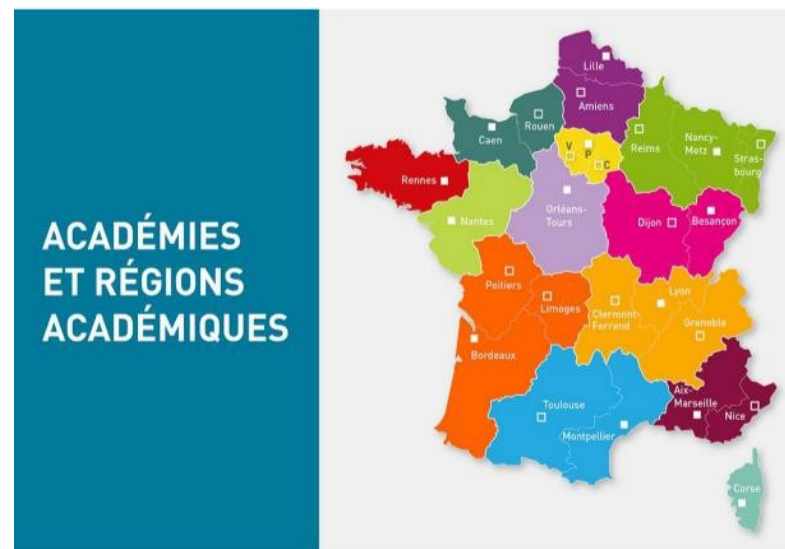 ACADÉMIES
ET RÉGIONS
ACADÉMIQUES
Lille
Amiens
Rouen
Caen
V
P
C
Reims
Nancy-
Metz
Stras-
bourg
Rennes
Nantes
Orléans-
Tours
Dijon
Besançon
Poitiers
Limoges
Clermont-
Ferrand
Lyon
Grenoble
Bordeaux
Toulouse
Montpellier
Aix-
Marseille
Nice
Corse